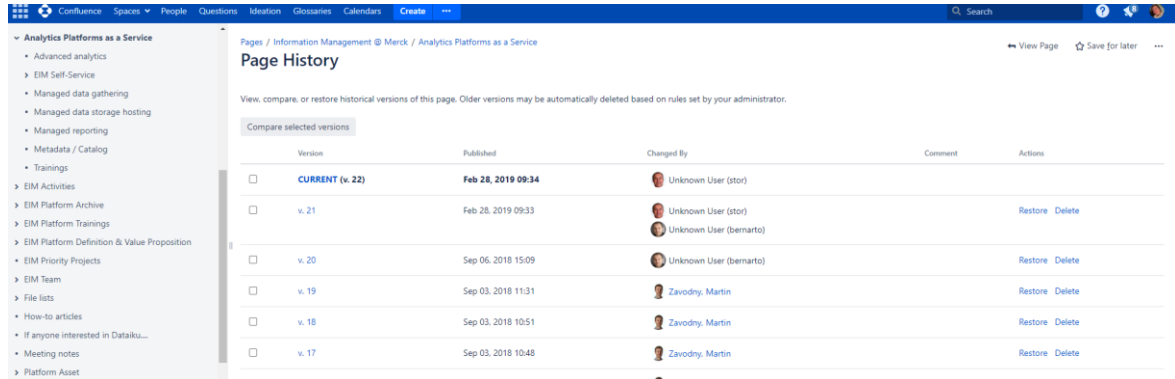 Confluence Spaces People Questions Ideation Glossaries Calendars Create ... Search
Analytics Platforms as a Service
Advanced analytics
EIM Self-Service
Managed data gathering
Managed data storage hosting
Managed reporting
Metadata / Catalog
Trainings
EIM Activities
EIM Platform Archive
EIM Platform Trainings
EIM Platform Definition & Value Proposition
EIM Priority Projects
EIM Team
File lists
How-to articles
If anyone interested in Dataiku....
Meeting notes
Platform Asset
Pages / Information Management @ Merck / Analytics Platforms as a Service
View Page Save for later ...
Page History
View, compare, or restore historical versions of this page. Older versions may be automatically deleted based on rules set by your administrator.
Compare selected versions
Version Published Changed By Comment Actions
CURRENT (v. 22) Feb 28, 2019 09:34 Unknown User (stor)
v. 21 Feb 28, 2019 09:33 Unknown User (stor) Restore Delete
Unknown User (bernarto)
v. 20 Sep 06, 2018 15:09 Unknown User (bernarto) Restore Delete
v. 19 Sep 03, 2018 11:31 Zavodny, Martin Restore Delete
v. 18 Sep 03, 2018 10:51 Zavodny, Martin Restore Delete
v. 17 Sep 03, 2018 10:48 Zavodny, Martin Restore Delete